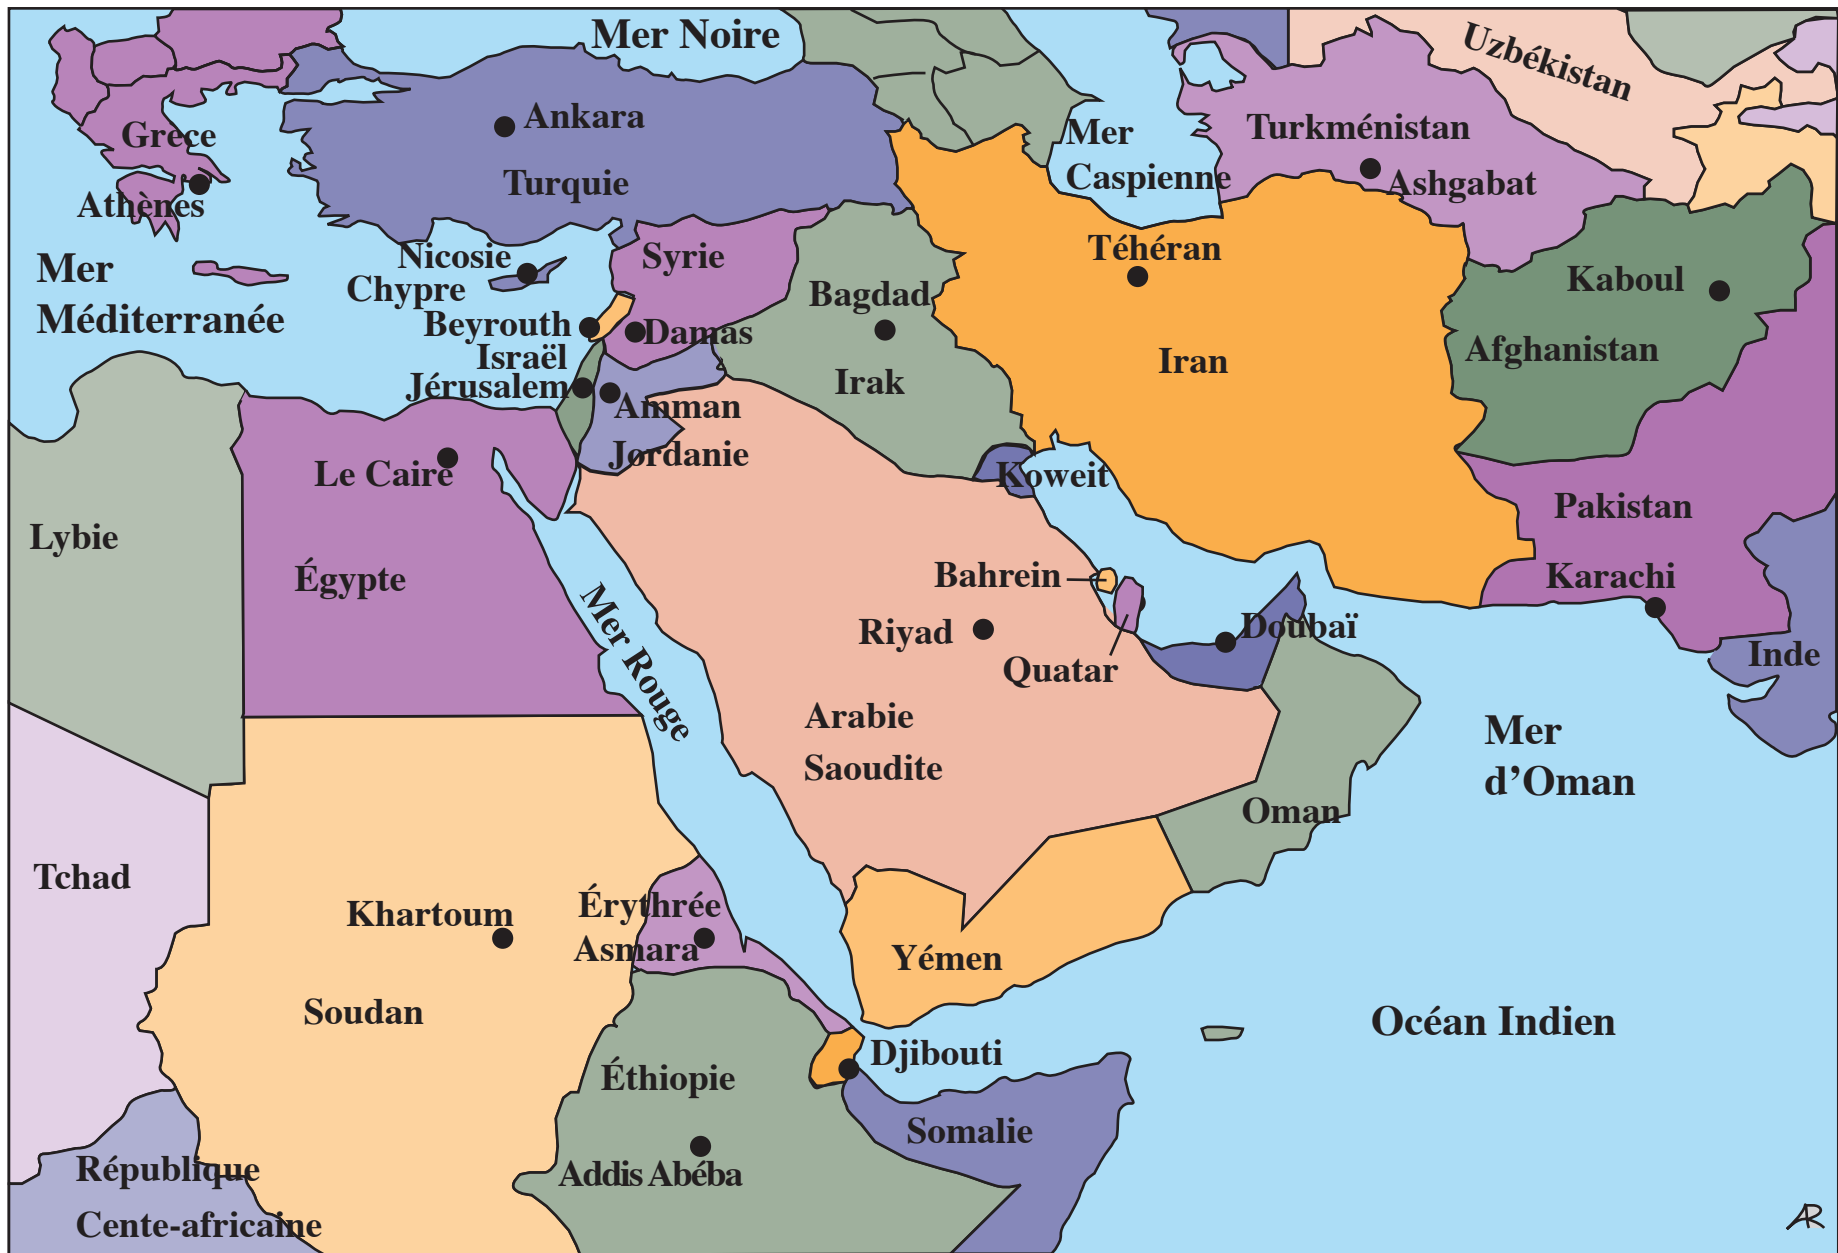 Mer Noire
Uzbékistan
Ankara
Grece
Mer
Caspienne
Turkménistan
Turquie
Ashgabat
Athènes
Nicosie
Syrie
Téhéran
Mer
Méditerranée
Chypre
Bagdad
Kaboul
Beyrouth
Damas
Israël
Afghanistan
Iran
Jérusalem
Irak
Amman
Jordanie
Le Caire
Koweit
Pakistan
Lybie
Égypte
Bahrein
Karachi
Mer Rouge
Riyad
Doubaï
Quatar
Inde
Arabie
Saoudite
Mer
d’Oman
Oman
Tchad
Érythrée
Khartoum
Asmara
Yémen
Soudan
Océan Indien
Djibouti
Éthiopie
Somalie
Addis Abéba
République
Cente-africaine
AR